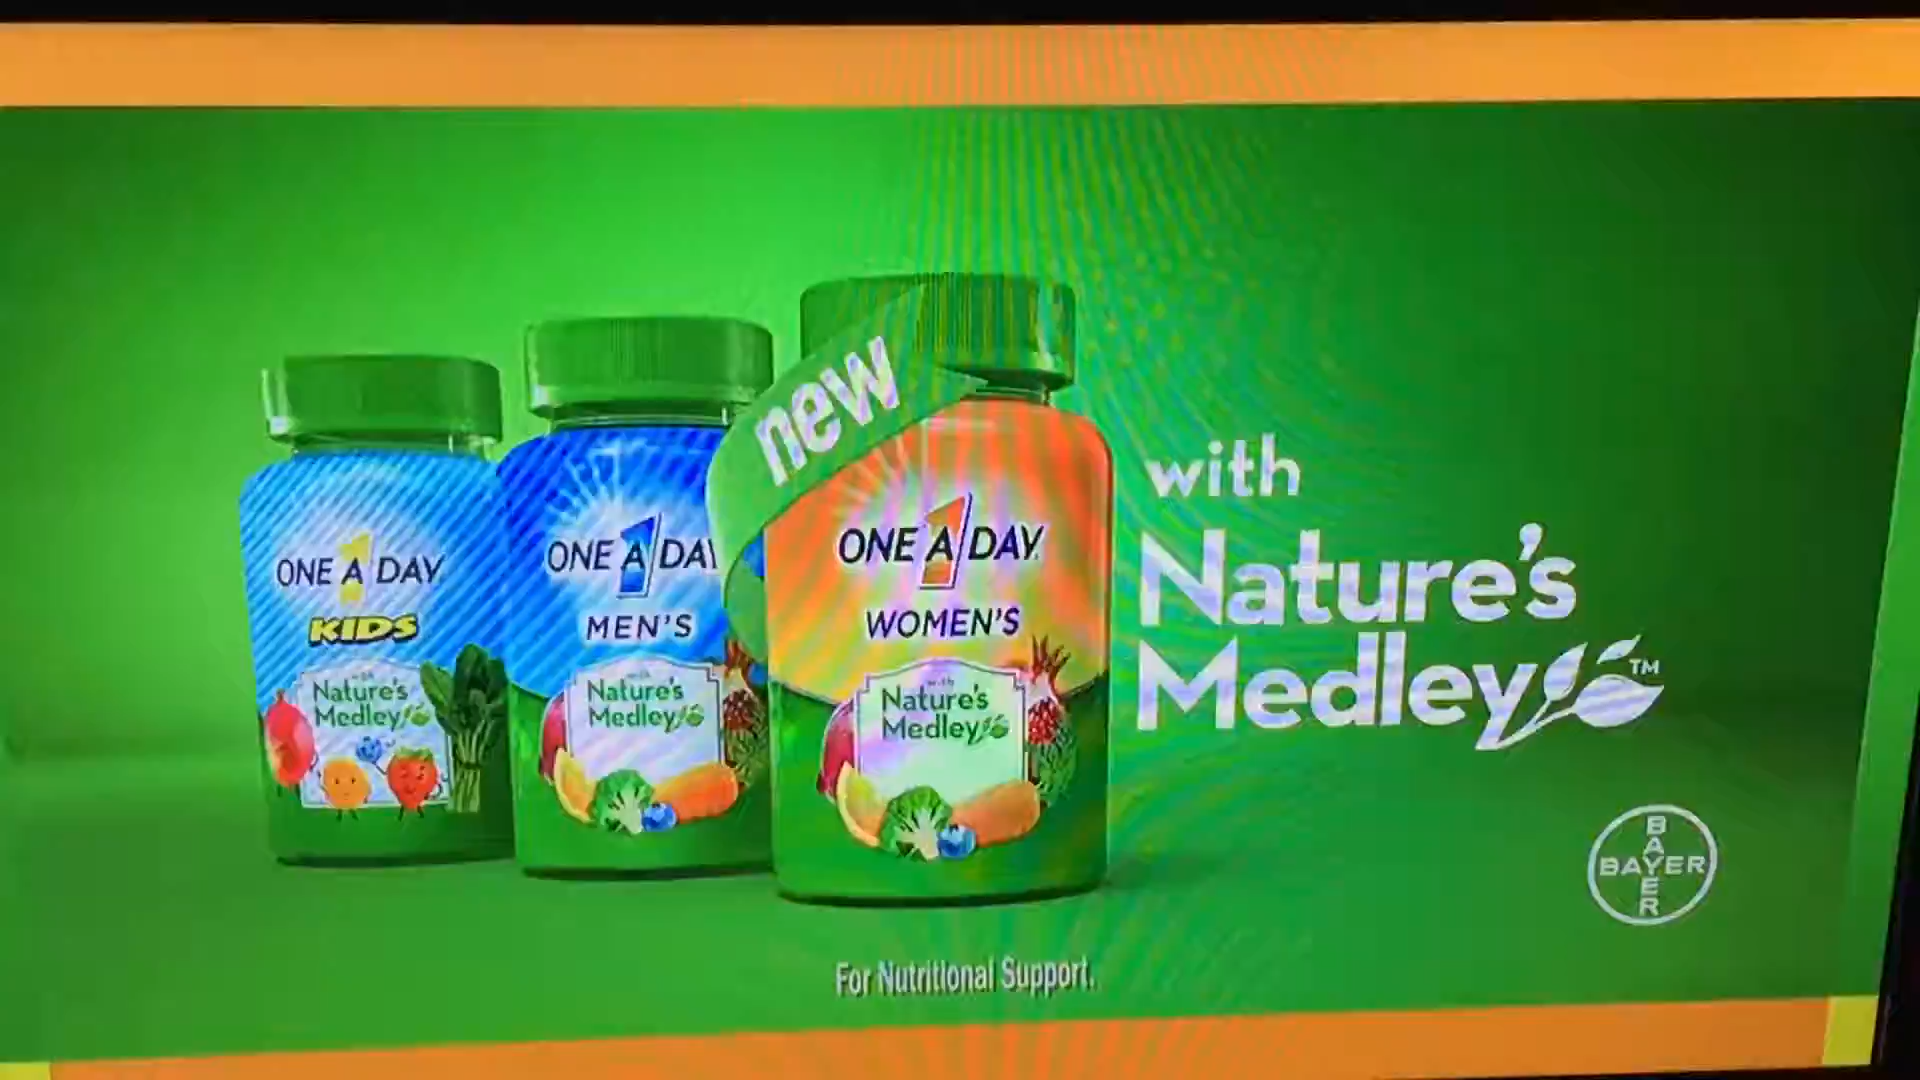 new
ONE A DAY
KIDS
with
Nature's
Medley
ONE A DAY
MEN'S
with
Nature's
Medley
ONE A DAY
WOMEN'S
with
Nature's
Medley
with
Nature's
Medley™
BAYER
BAYER
For Nutritional Support.